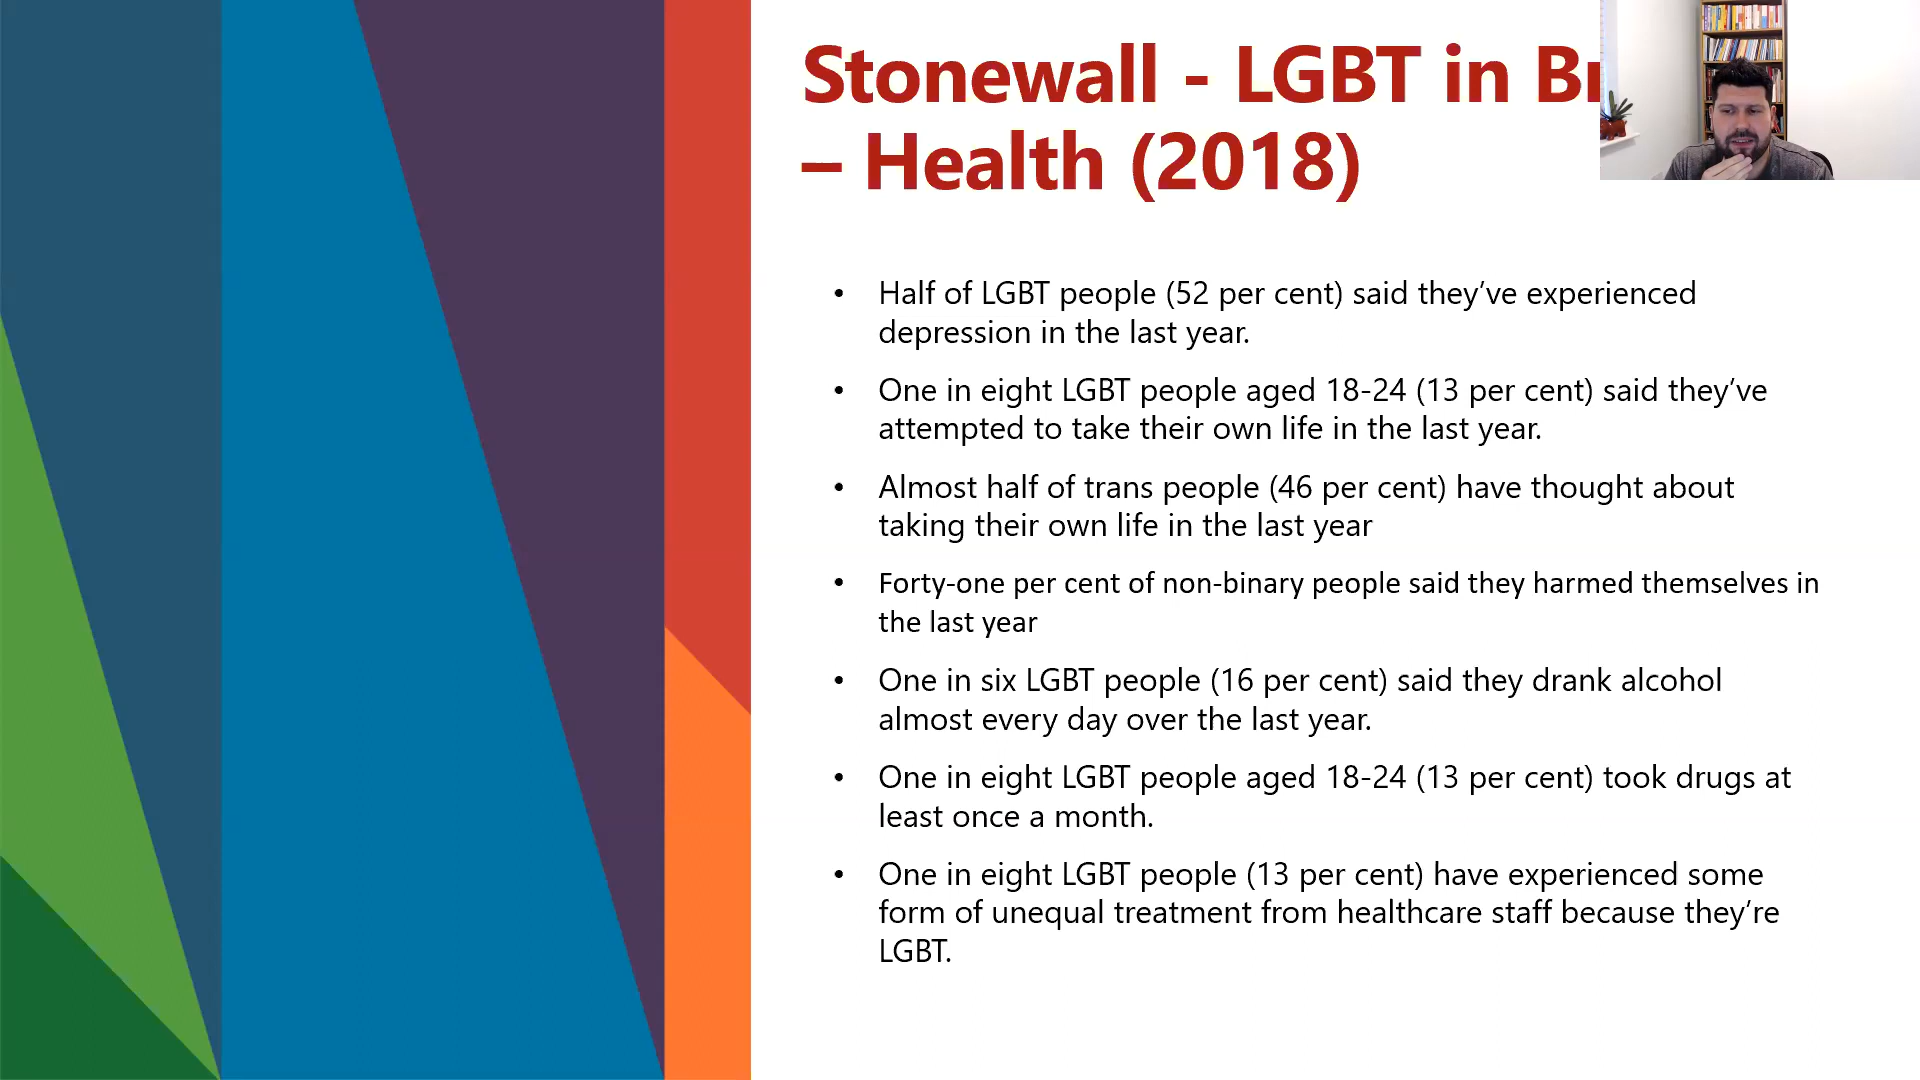 Stonewall - LGBT in
– Health (2018)
• Half of LGBT people (52 per cent) said they’ve experienced
depression in the last year.
• One in eight LGBT people aged 18-24 (13 per cent) said they’ve
attempted to take their own life in the last year.
• Almost half of trans people (46 per cent) have thought about
taking their own life in the last year
• Forty-one per cent of non-binary people said they harmed themselves in
the last year
• One in six LGBT people (16 per cent) said they drank alcohol
almost every day over the last year.
• One in eight LGBT people aged 18-24 (13 per cent) took drugs at
least once a month.
• One in eight LGBT people (13 per cent) have experienced some
form of unequal treatment from healthcare staff because they’re
LGBT.